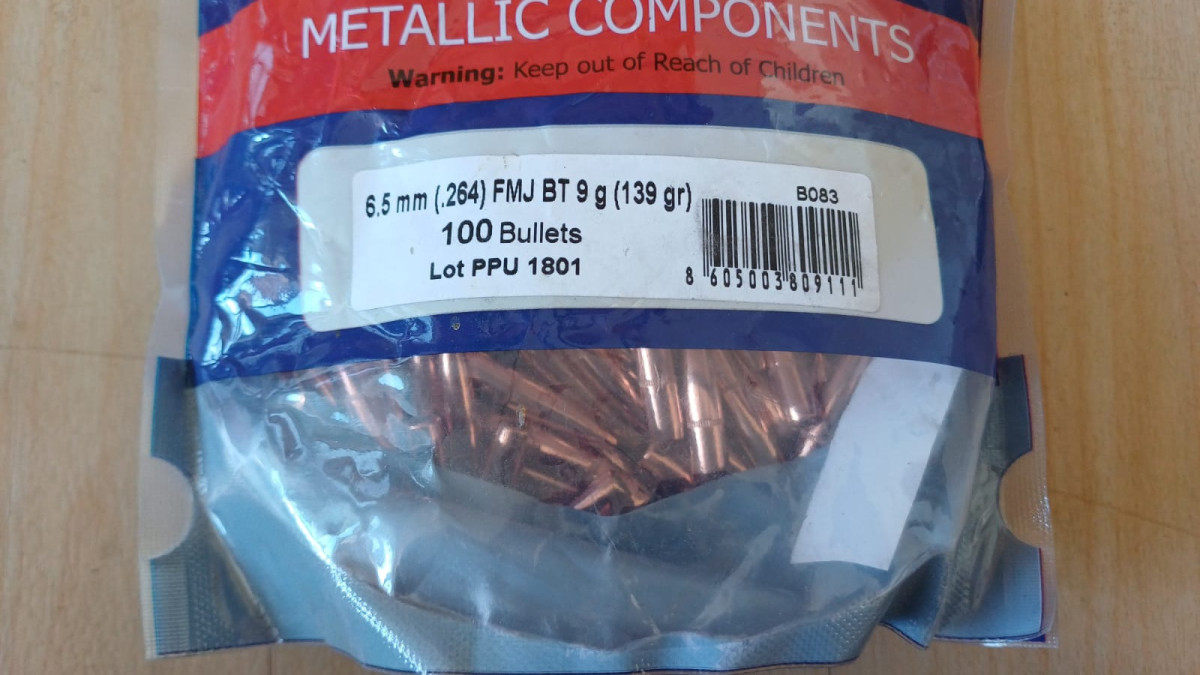 METALLIC COMPONENTS
Warning: Keep out of Reach of Children
6.5 mm (.264) FMJ BT 9 g (139 gr)
B083
100 Bullets
Lot PPU 1801
8 605003 809111